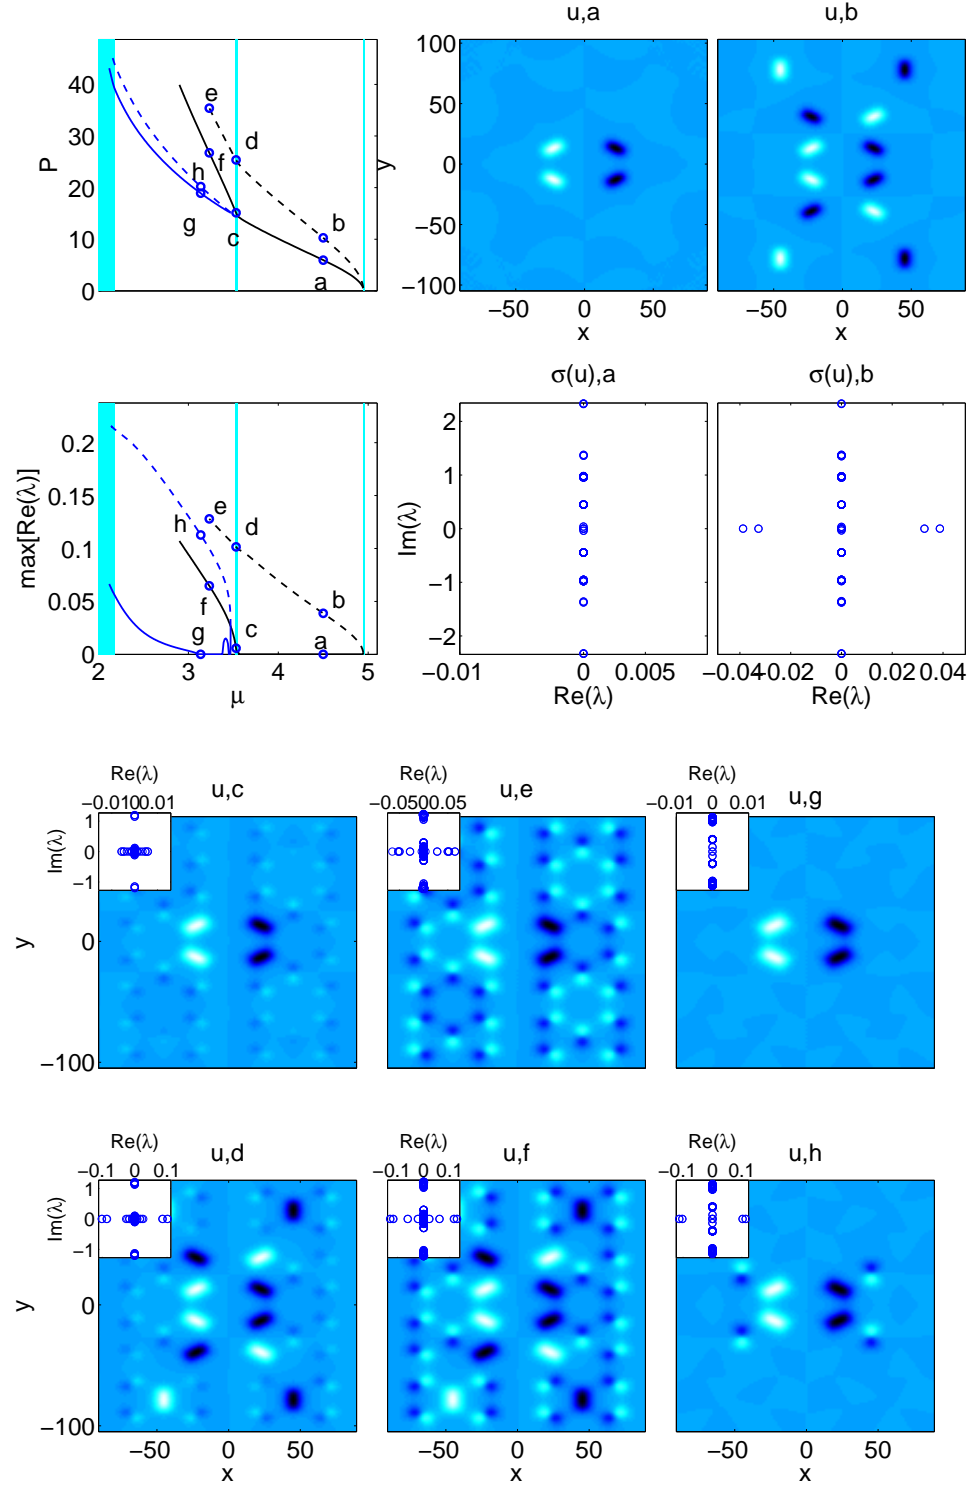 u,a
u,b
40
30
20
10
0
P
e
d
f
h
g
c
b
a
100
50
0
−50
−100
y
−50
0
50
x
−50
0
50
x
σ(u),a
σ(u),b
0.2
0.15
0.1
0.05
0
max[Re(λ)]
e
d
h
f
g
c
b
a
2
3
4
5
μ
2
1
0
−1
−2
Im(λ)
−0.01
0
0.005
Re(λ)
−0.04
−0.02
0
0.02
0.04
Re(λ)
Re(λ)
u,c
−0.01
0
0.01
1
0
−1
Im(λ)
0
−100
y
Re(λ)
u,e
−0.05
0
0.05
Re(λ)
u,g
−0.01
0
0.01
Re(λ)
u,d
−0.1
0
0.1
1
0
−1
Im(λ)
0
−100
y
−50
0
50
x
Re(λ)
u,f
−0.1
0
0.1
−50
0
50
x
Re(λ)
u,h
−0.1
0
0.1
−50
0
50
x